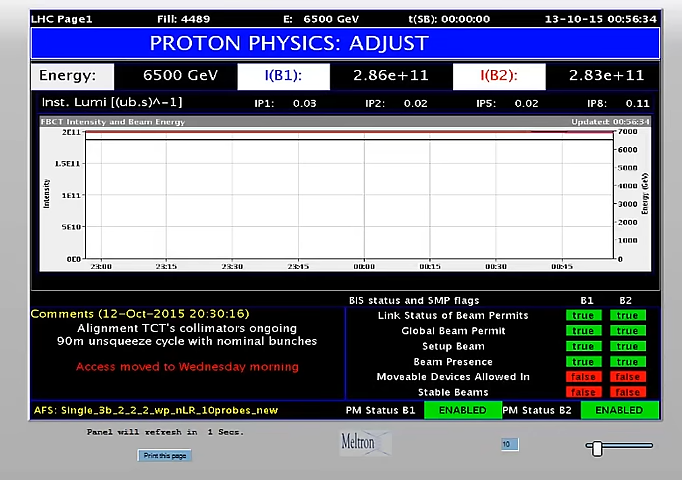 LHC Page1 Fill: 4489 E: 6500 GeV t(SB): 00:00:00 13-10-15 00:56:34
PROTON PHYSICS: ADJUST
Energy: 6500 GeV I(B1): 2.86e+11 I(B2): 2.83e+11
Inst. Lumi [(ub.s)^-1] IP1: 0.03 IP2: 0.02 IP5: 0.02 IP8: 0.11
FBCT Intensity and Beam Energy Updated: 00:56:34
2E11 7000
6000
1.5E11 5000
4000
1E11
3000
5E10 2000
1000
0E0 0
Intensity
Energy (GeV)
23:00 23:15 23:30 23:45 00:00 00:15 00:30 00:45
BIS status and SMP flags B1 B2
Comments (12-Oct-2015 20:30:16)
Alignment TCT's collimators ongoing
90m unsqueeze cycle with nominal bunches
Access moved to Wednesday morning
Link Status of Beam Permits true true
Global Beam Permit true true
Setup Beam true true
Beam Presence true true
Moveable Devices Allowed In false false
Stable Beams false false
AFS: Single_3b_2_2_2_wp_nLR_10probes_new PM Status B1 ENABLED PM Status B2 ENABLED
Panel will refresh in 1 Secs.
Print this page
Meltron
10